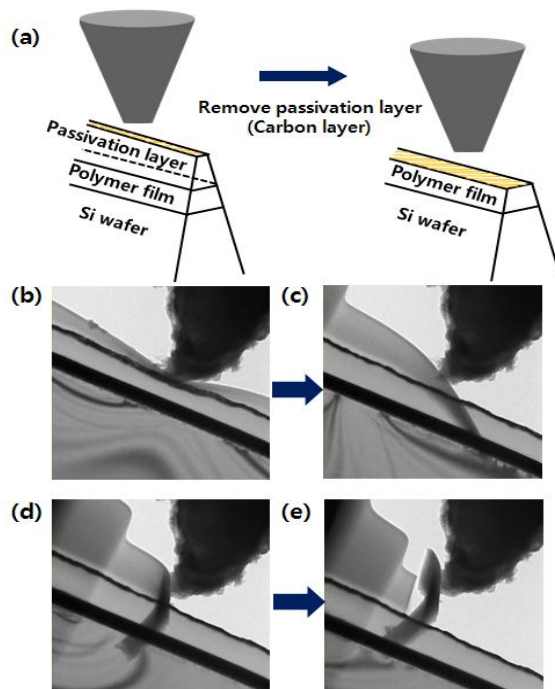 (a)
Remove passivation layer
(Carbon layer)
Passivation layer
Polymer film
Si wafer
Polymer film
Si wafer
(b)
(c)
(d)
(e)